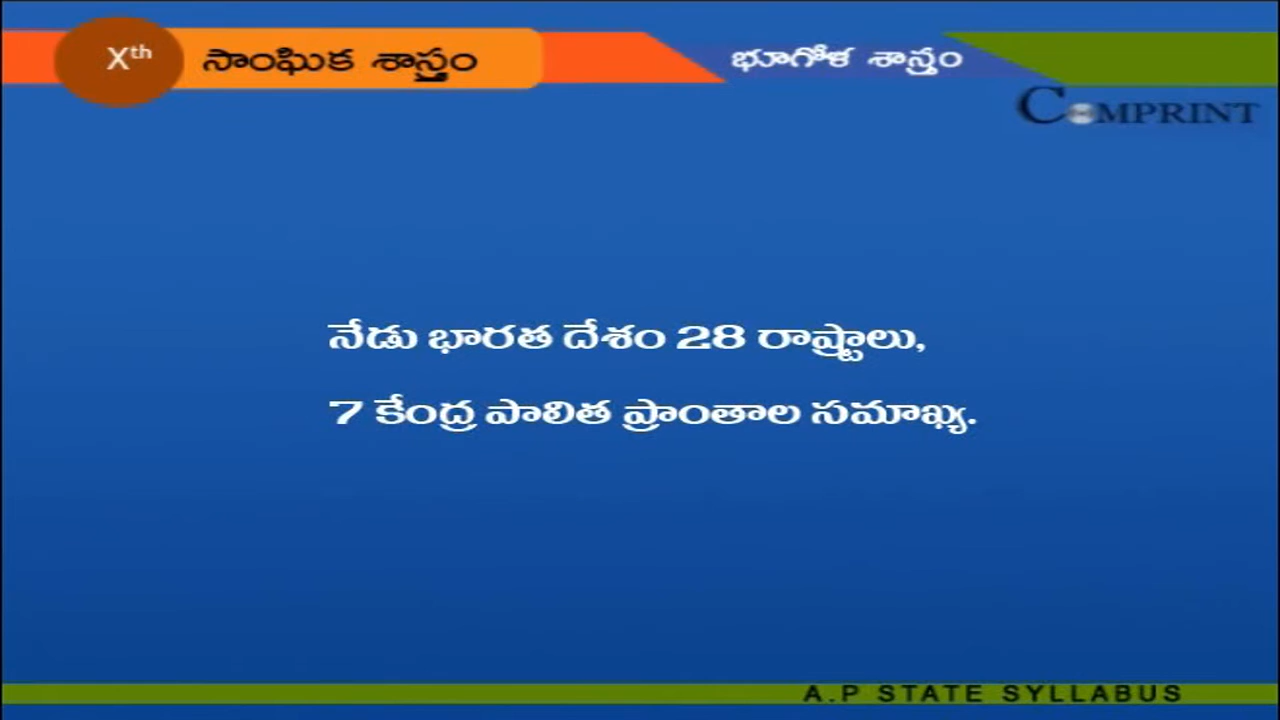 Xth సాంఘిక శాస్త్రం భూగోళ శాస్త్రం
COMPRINT
నేడు భారత దేశం 28 రాష్ట్రాలు,
7 కేంద్ర పాలిత ప్రాంతాల సమాఖ్య.
A.P STATE SYLLABUS